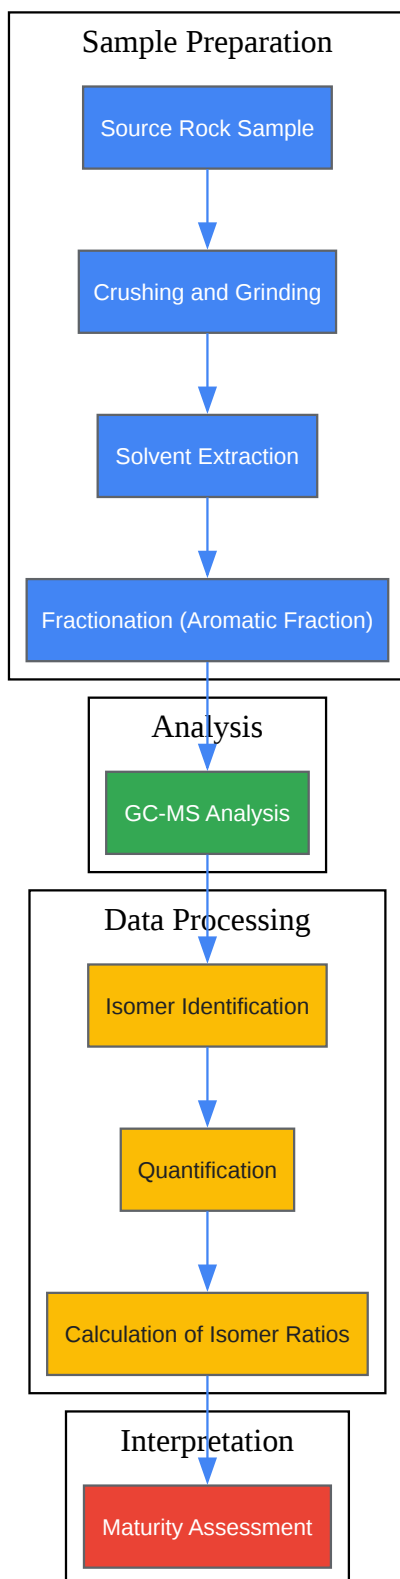 Sample Preparation
Source Rock Sample
Crushing and Grinding
Solvent Extraction
Fractionation (Aromatic Fraction)
Analysis
GC-MS Analysis
Data Processing
Isomer Identification
Quantification
Calculation of Isomer Ratios
Interpretation
Maturity Assessment